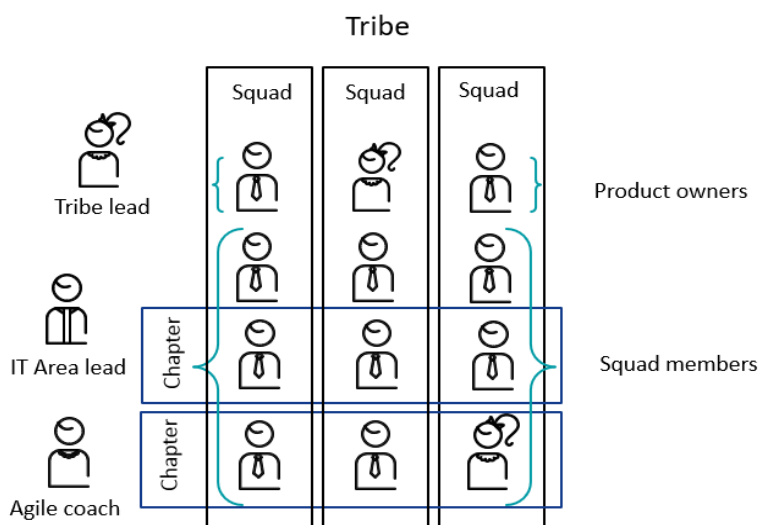 Tribe
Squad
Squad
Squad
Tribe lead
Product owners
IT Area lead
Chapter
Squad members
Chapter
Agile coach